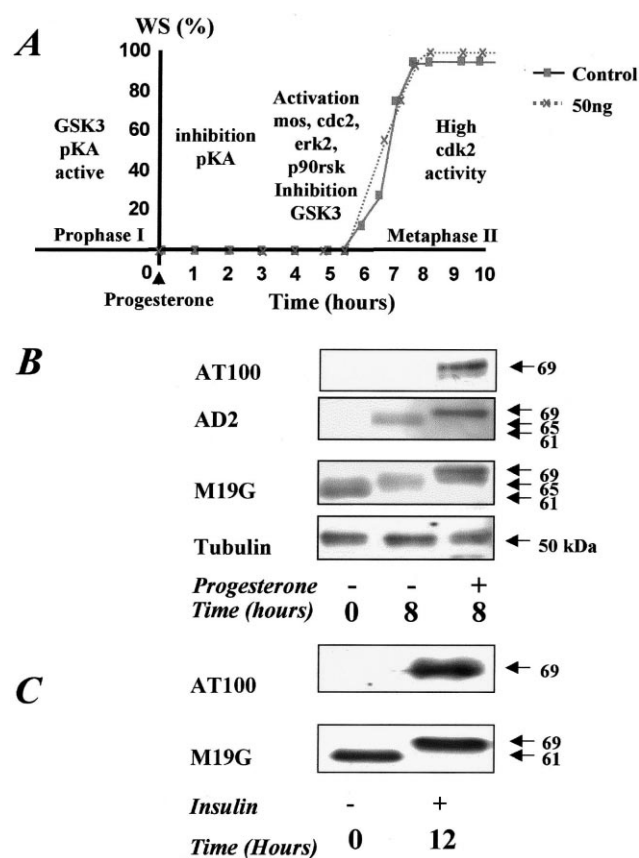 A
WS (%)
100
80
60
40
20
0
GSK3
pKA
active
inhibition
pKA
Activation
mos, cdc2,
erk2,
p90rsk
Inhibition
GSK3
High
cdk2
activity
Control
50ng
Prophase I
Metaphase II
1 2 3 4 5 6 7 8 9 10
Progesterone
Time (hours)
B
AT100
69
AD2
69
65
61
M19G
69
65
61
Tubulin
50 kDa
Progesterone - - +
Time (hours) 0 8 8
C
AT100
69
M19G
69
61
Insulin - +
Time (Hours) 0 12